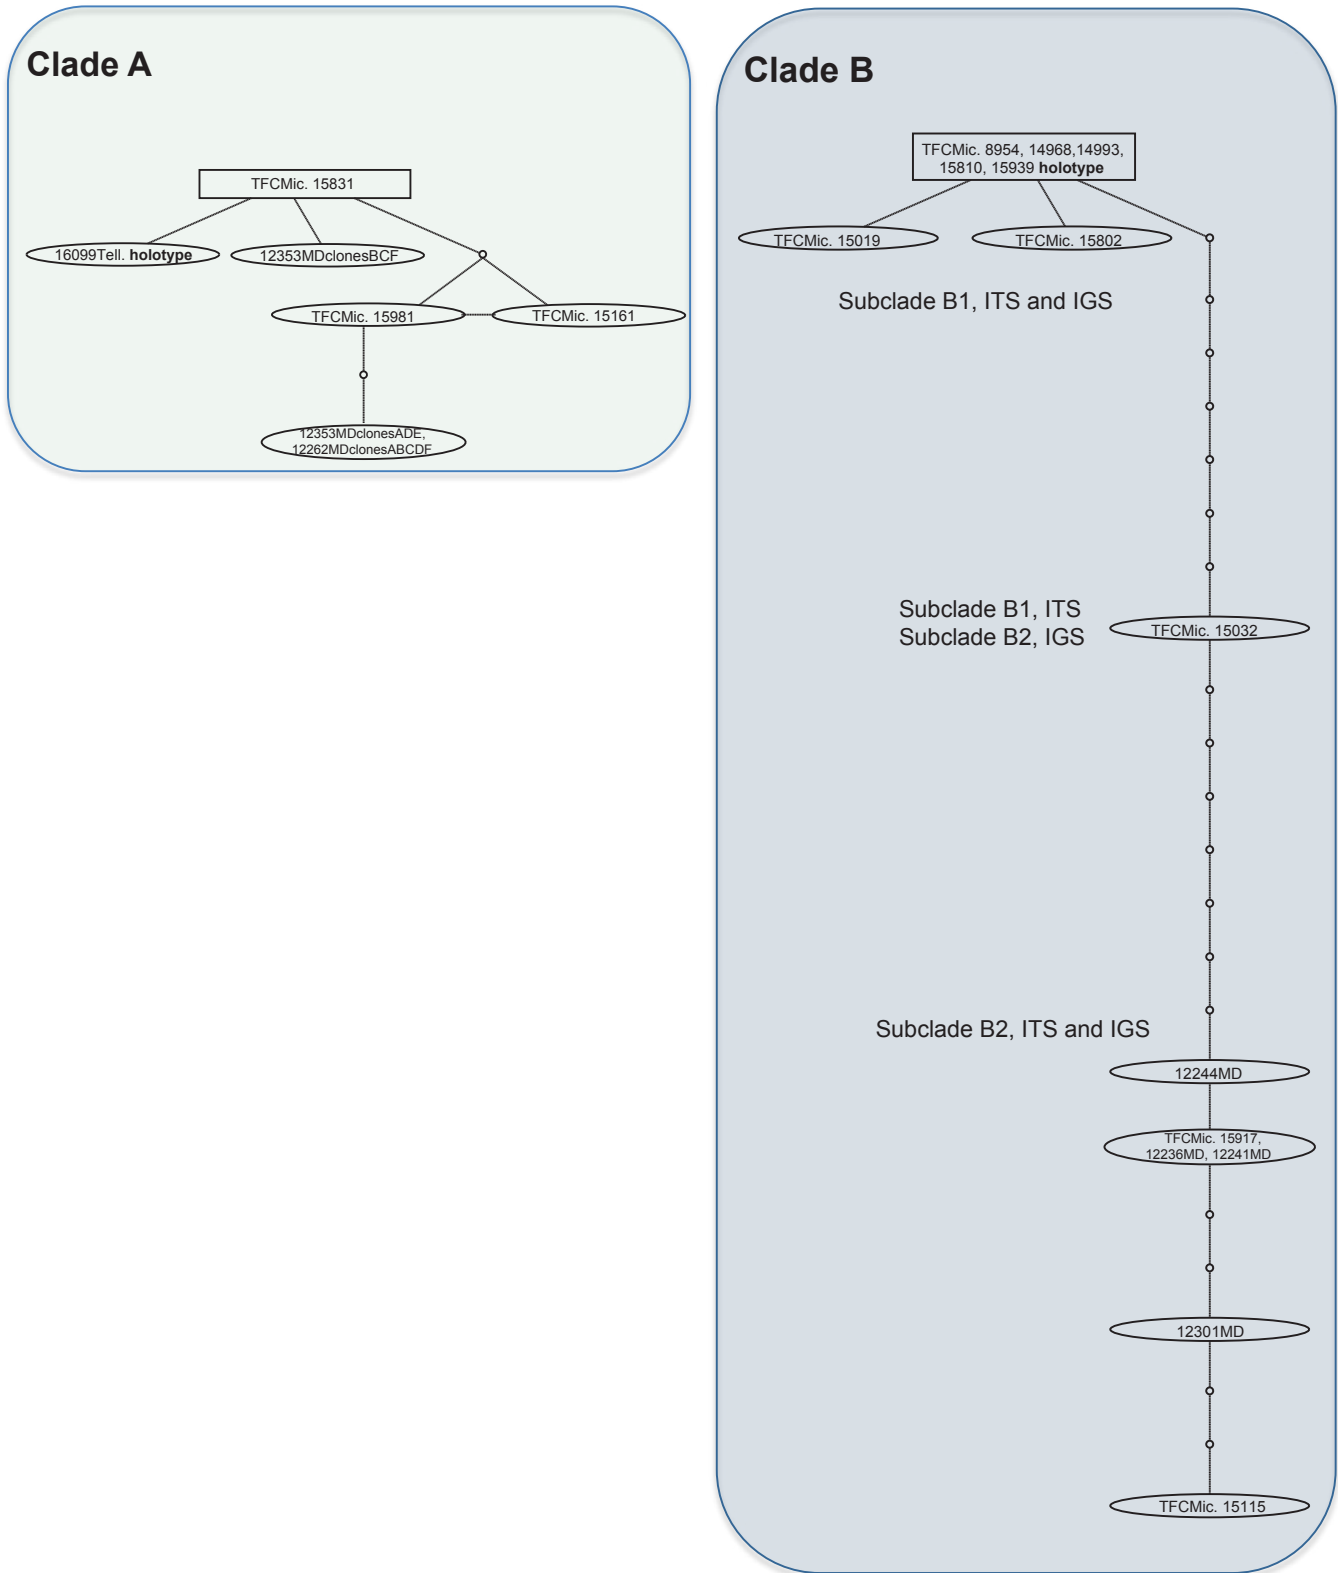 Clade A
TFCMic. 15831
16099Tell. holotype
12353MDclonesBCF
TFCMic. 15981
TFCMic. 15161
12353MDclonesADE,
12262MDclonesABCDF
Clade B
TFCMic. 8954, 14968,14993,
15810, 15939 holotype
TFCMic. 15019
TFCMic. 15802
Subclade B1, ITS and IGS
Subclade B1, ITS
Subclade B2, IGS
TFCMic. 15032
Subclade B2, ITS and IGS
12244MD
TFCMic. 15917,
12236MD, 12241MD
12301MD
TFCMic. 15115